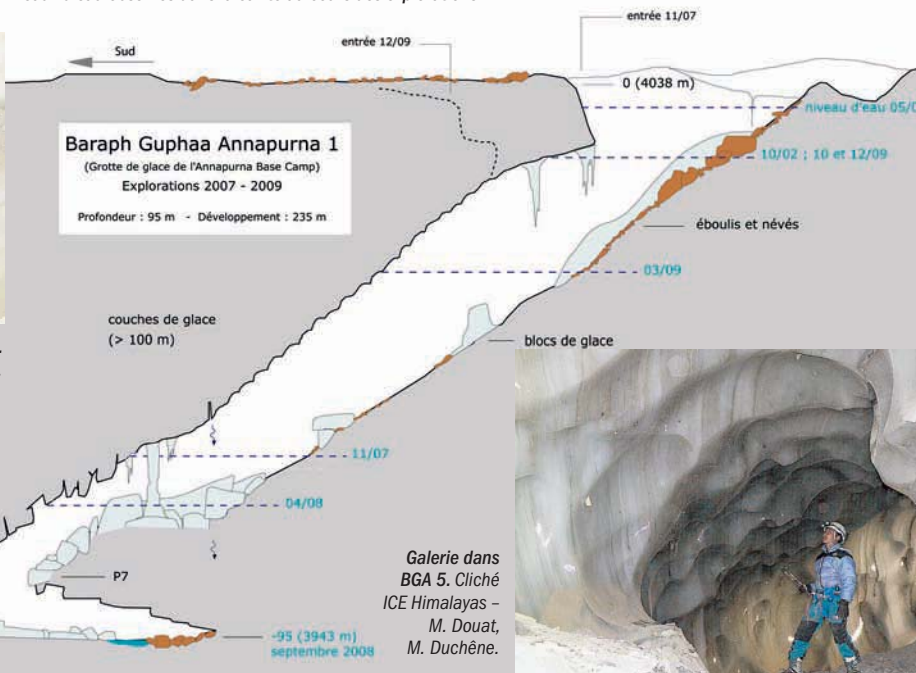 Sud
entrée 12/09
entrée 11/07
0 (4038 m)
niveau d'eau
Baraph Guphaa Annapurna 1
(Grotte de glace de l'Annapurna Base Camp)
Explorations 2007 - 2009
Profondeur : 95 m - Développement : 235 m
10/02 ; 10 et 12/09
éboulis et névés
03/09
couches de glace
(> 100 m)
blocs de glace
11/07
04/08
P7
-95 (3943 m)
septembre 2008
Galerie dans
BGA 5. Cliché
ICE Himalayas –
M. Douat,
M. Duchêne.